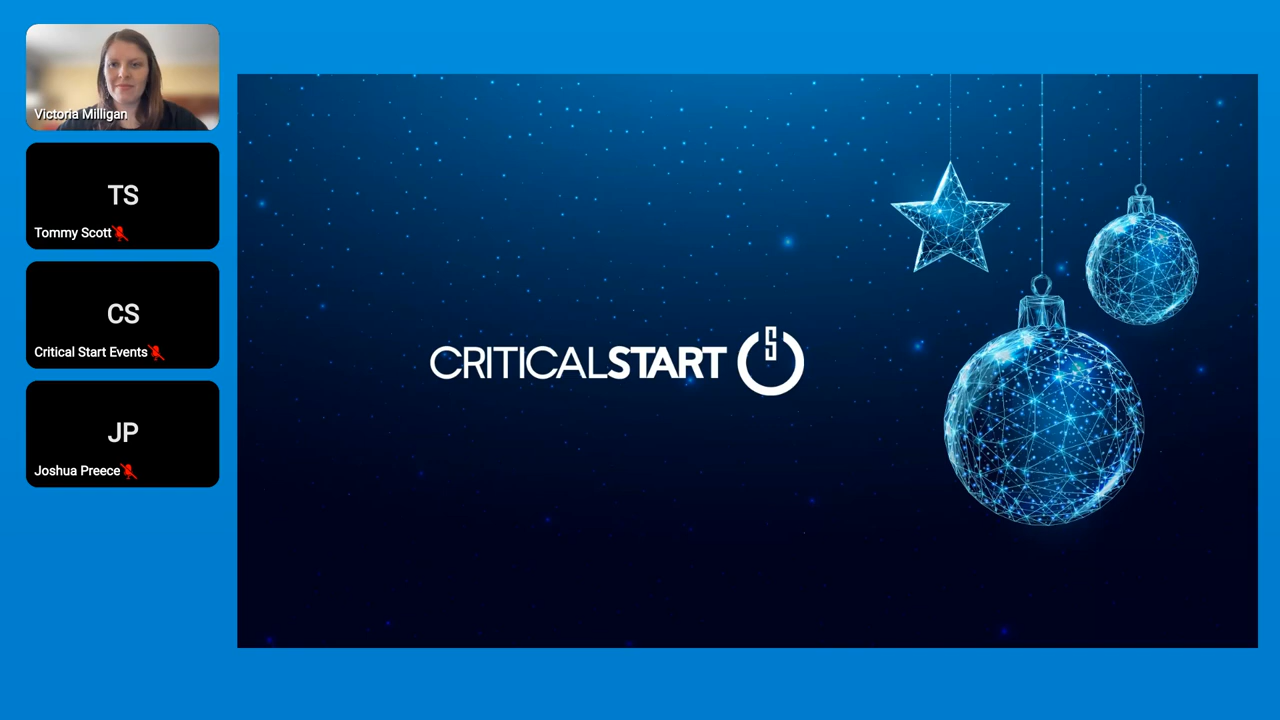 Victoria Milligan
TS
Tommy Scott
CS
Critical Start Events
JP
Joshua Preece
CRITICALSTART